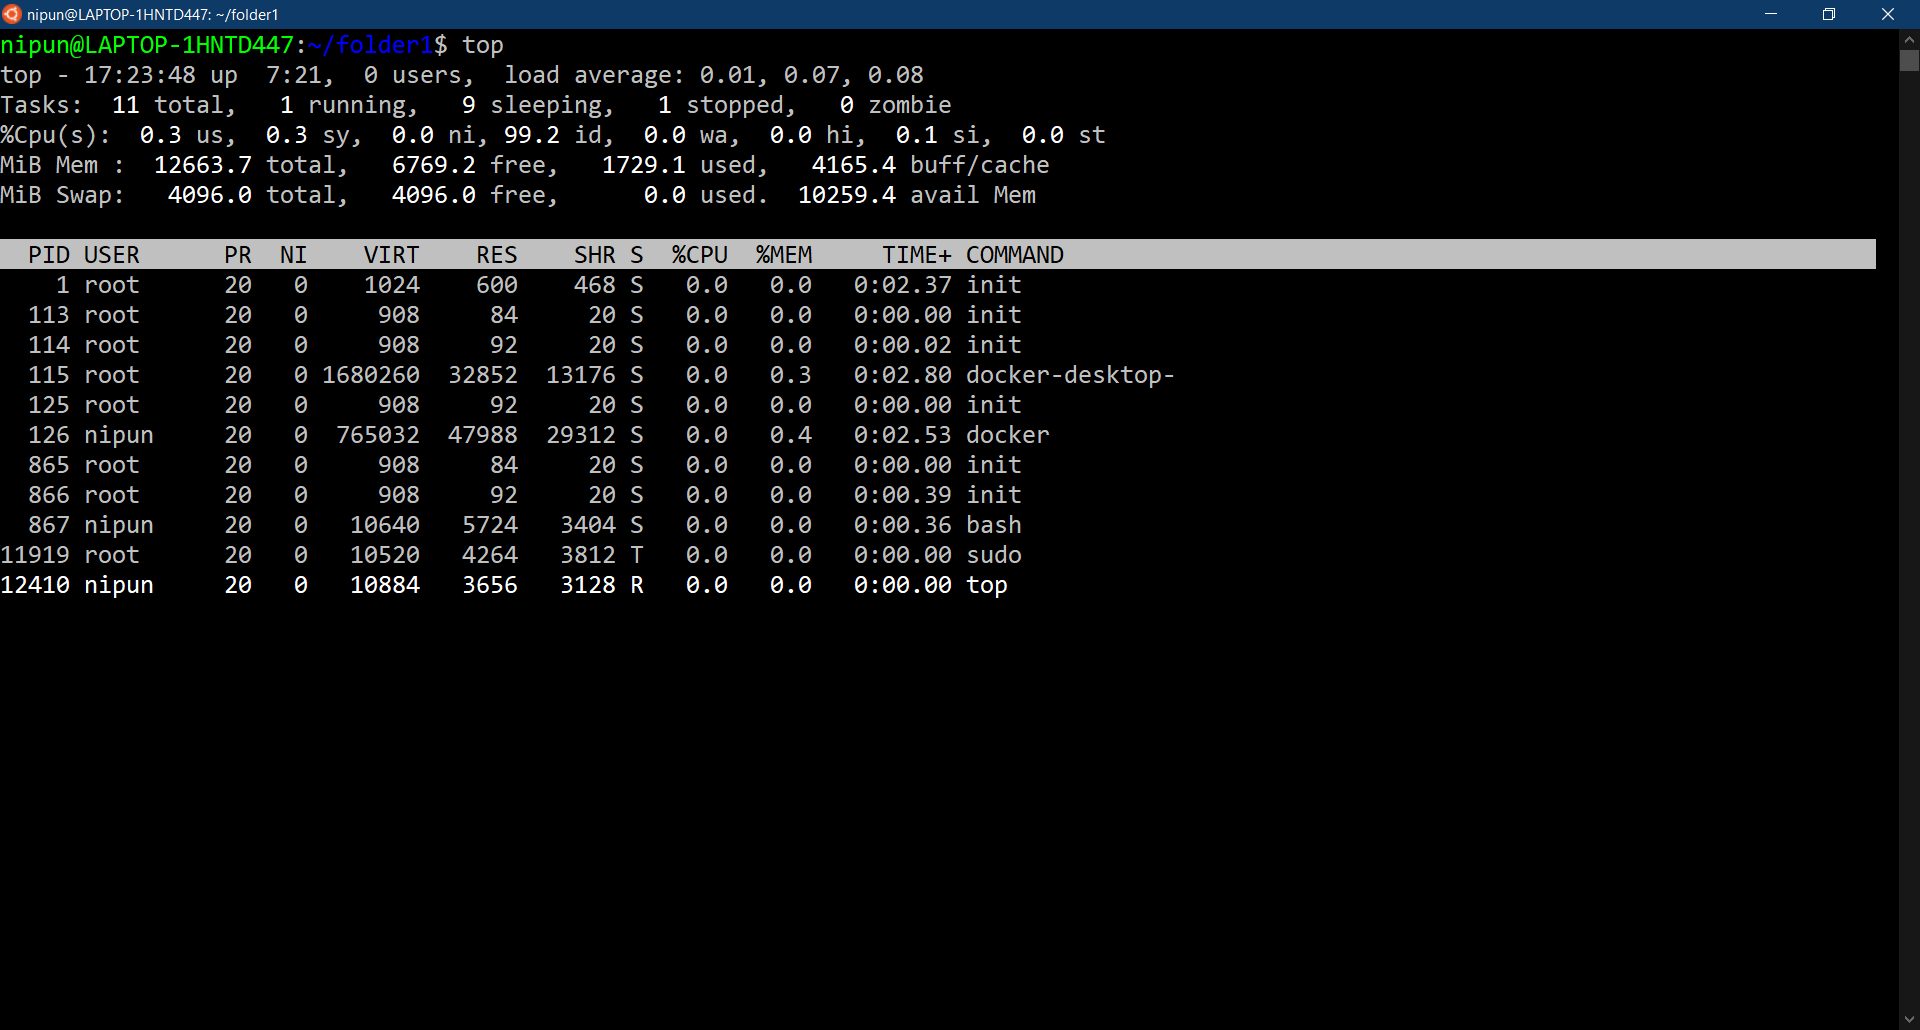 nipun@LAPTOP-1HNTD447: ~/folder1
nipun@LAPTOP-1HNTD447:~/folder1$ top
top - 17:23:48 up  7:21,  0 users,  load average: 0.01, 0.07, 0.08
Tasks:  11 total,   1 running,   9 sleeping,   1 stopped,   0 zombie
%Cpu(s):  0.3 us,  0.3 sy,  0.0 ni, 99.2 id,  0.0 wa,  0.0 hi,  0.1 si,  0.0 st
MiB Mem :  12663.7 total,   6769.2 free,   1729.1 used,   4165.4 buff/cache
MiB Swap:   4096.0 total,   4096.0 free,      0.0 used.  10259.4 avail Mem
  PID USER      PR  NI    VIRT    RES    SHR S  %CPU  %MEM     TIME+ COMMAND
    1 root      20   0    1024    600    468 S   0.0   0.0   0:02.37 init
  113 root      20   0     908     84     20 S   0.0   0.0   0:00.00 init
  114 root      20   0     908     92     20 S   0.0   0.0   0:00.02 init
  115 root      20   0 1680260  32852  13176 S   0.0   0.3   0:02.80 docker-desktop-
  125 root      20   0     908     92     20 S   0.0   0.0   0:00.00 init
  126 nipun     20   0  765032  47988  29312 S   0.0   0.4   0:02.53 docker
  865 root      20   0     908     84     20 S   0.0   0.0   0:00.00 init
  866 root      20   0     908     92     20 S   0.0   0.0   0:00.39 init
  867 nipun     20   0   10640   5724   3404 S   0.0   0.0   0:00.36 bash
11919 root      20   0   10520   4264   3812 T   0.0   0.0   0:00.00 sudo
12410 nipun     20   0   10884   3656   3128 R   0.0   0.0   0:00.00 top